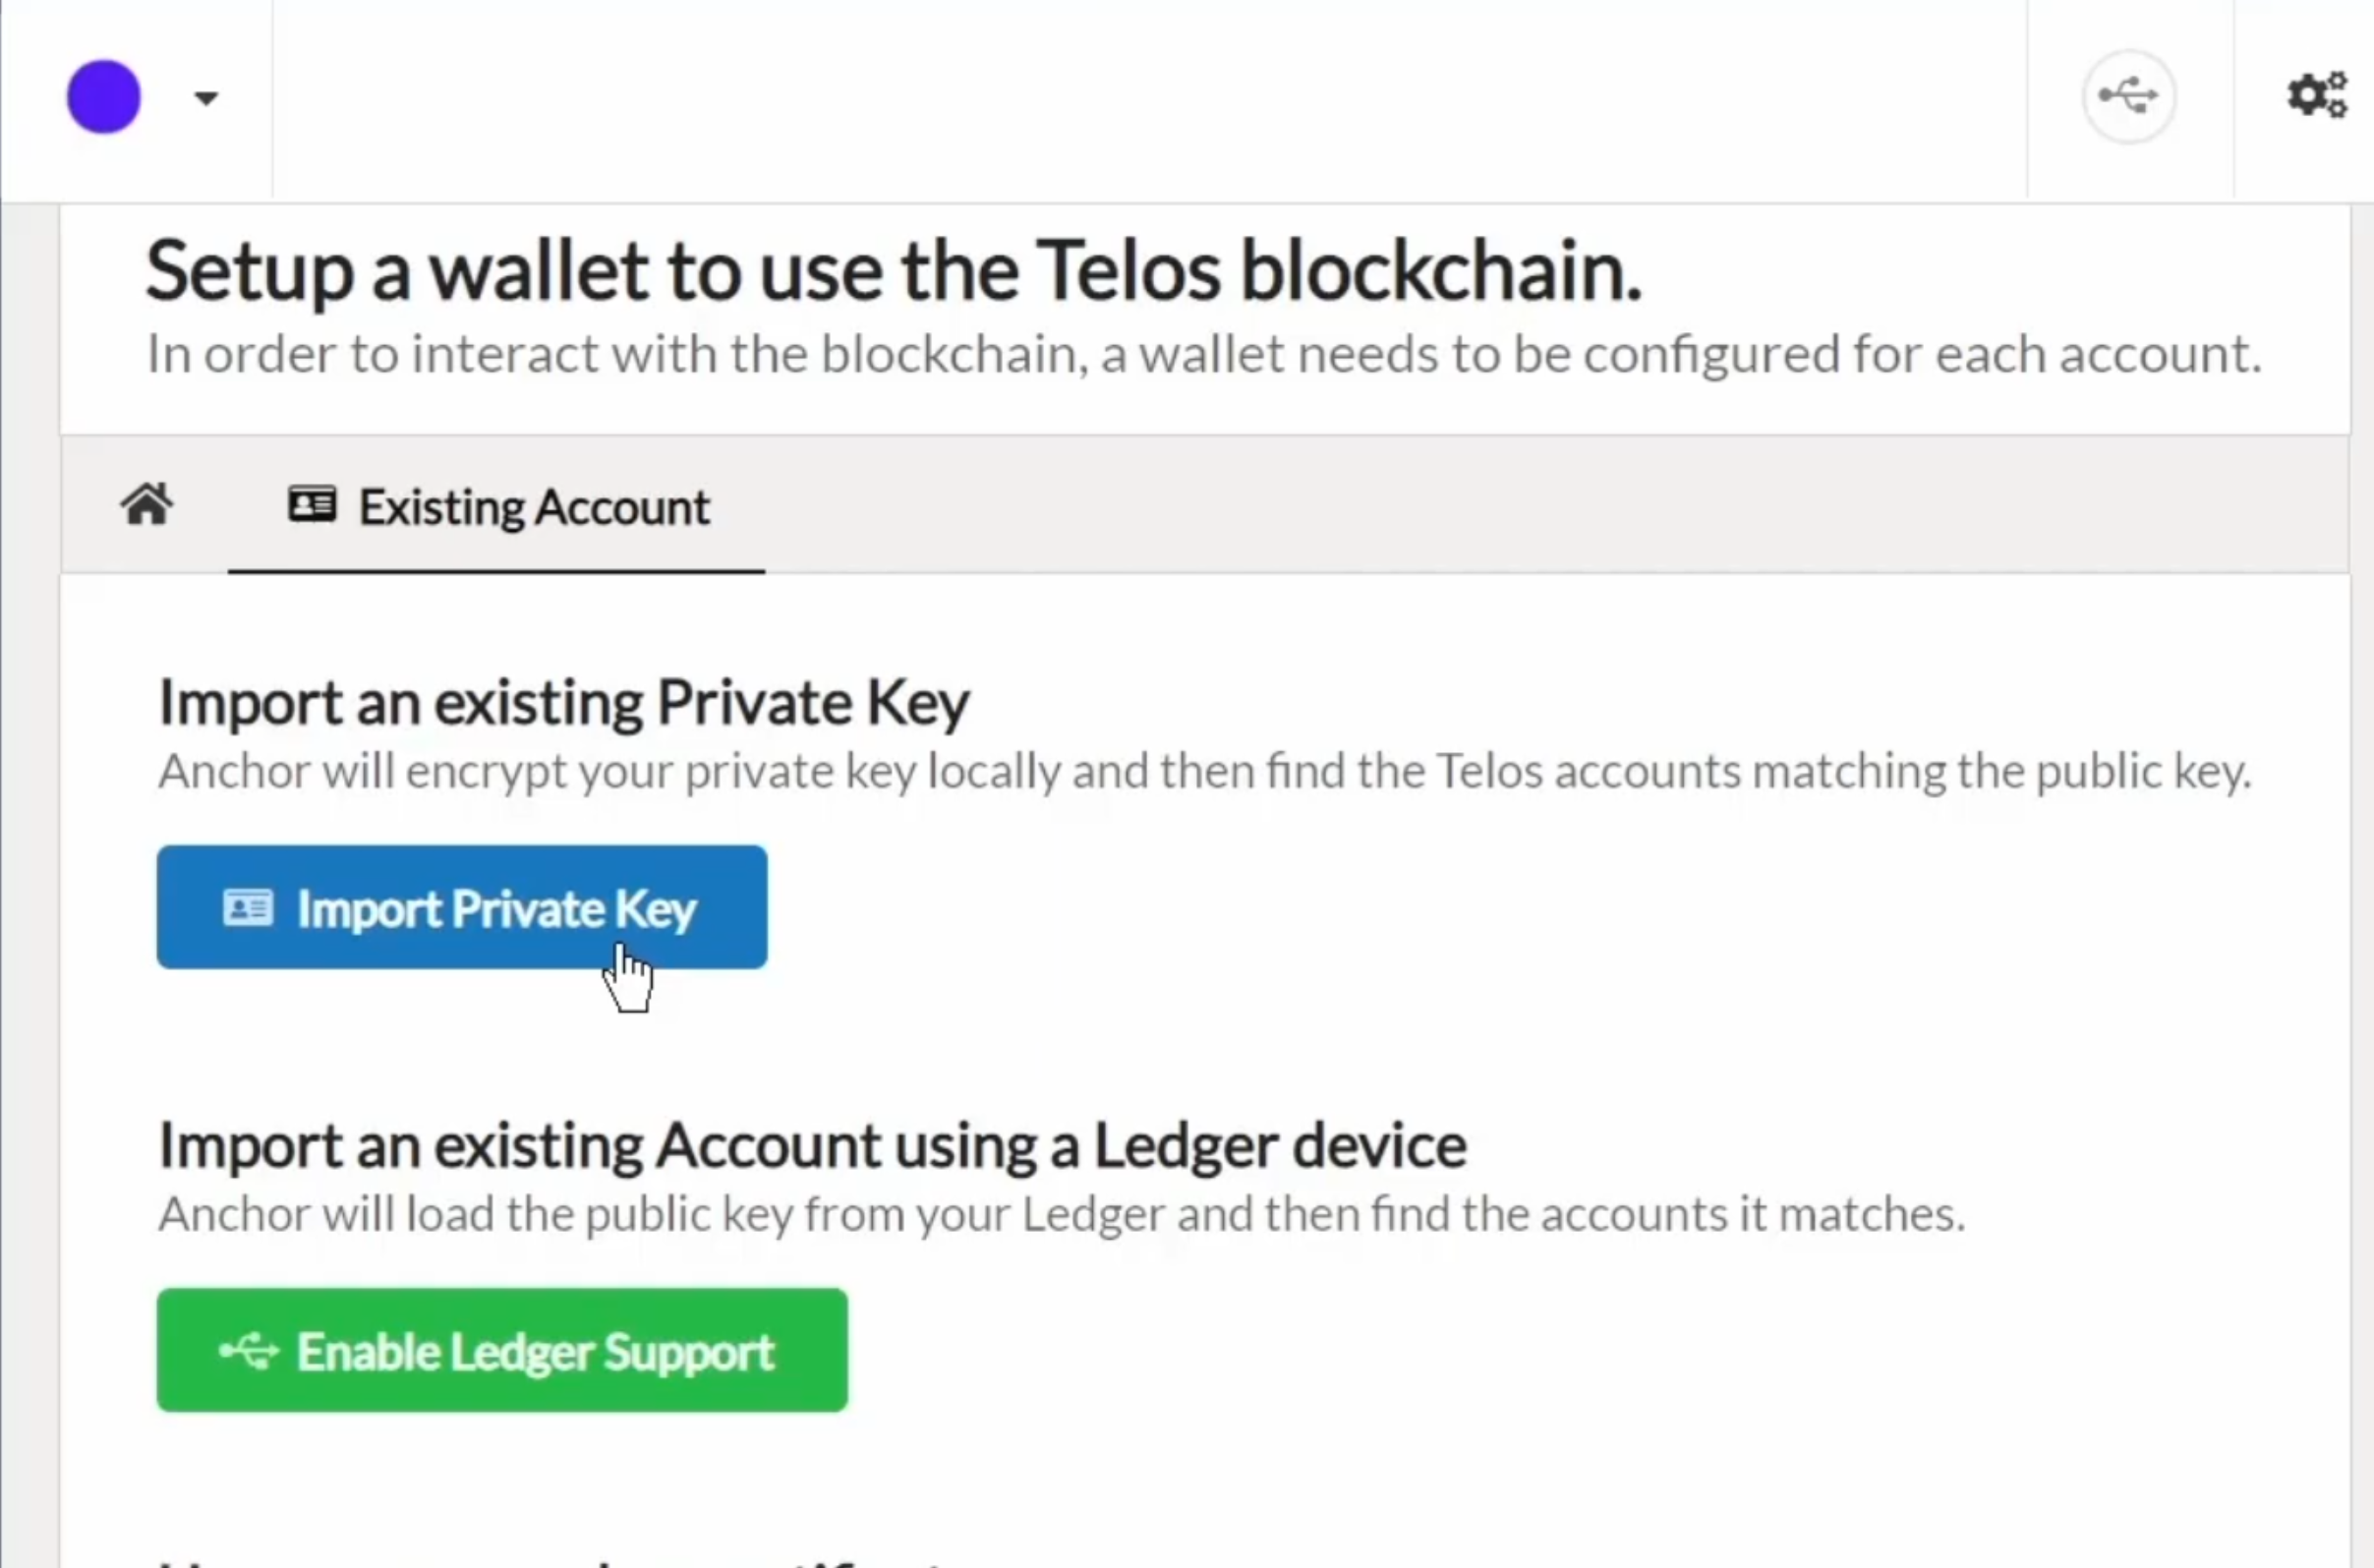 Setup a wallet to use the Telos blockchain.
In order to interact with the blockchain, a wallet needs to be configured for each account.
Existing Account
Import an existing Private Key
Anchor will encrypt your private key locally and then find the Telos accounts matching the public key.
Import Private Key
Import an existing Account using a Ledger device
Anchor will load the public key from your Ledger and then find the accounts it matches.
Enable Ledger Support